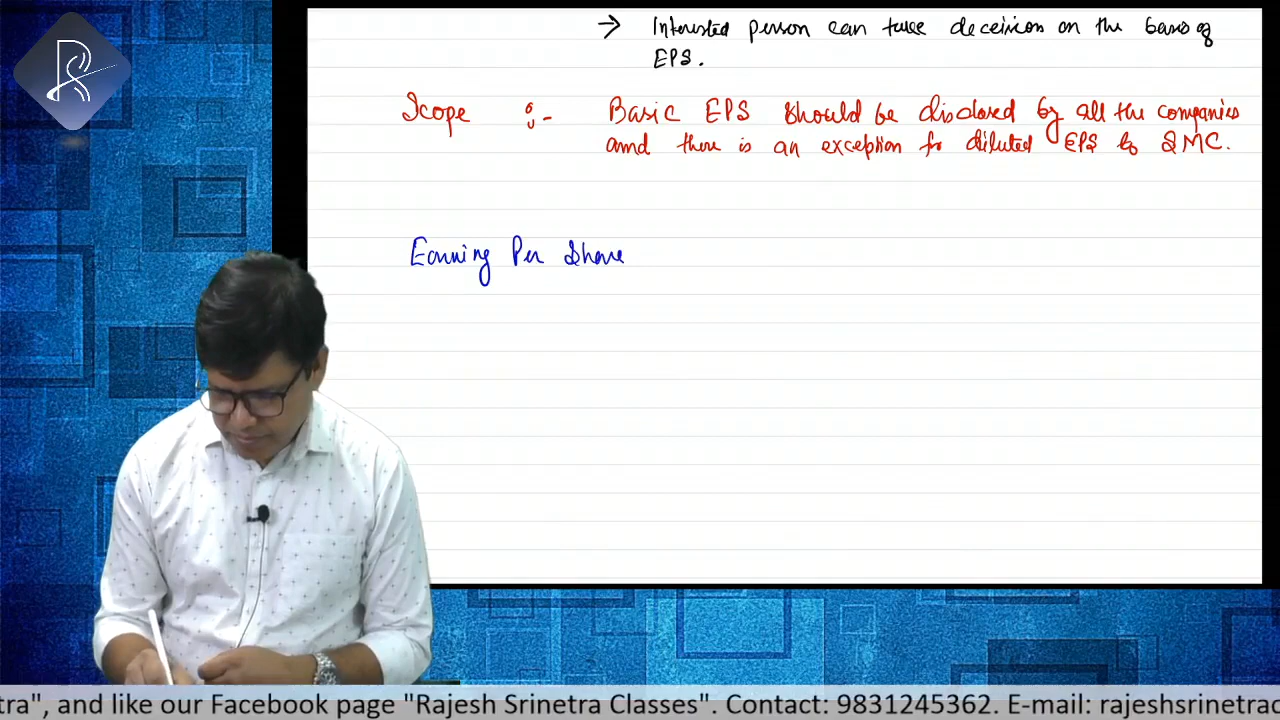 → Interested person can take decision on the basis of
EPS.
Scope :- Basic EPS should be disclosed by all the companies
and there is an exception for diluted EPS to SMC.
Earning Per Share
RS
tra", and like our Facebook page "Rajesh Srinetra Classes". Contact: 9831245362. E-mail: rajeshsrinetrac